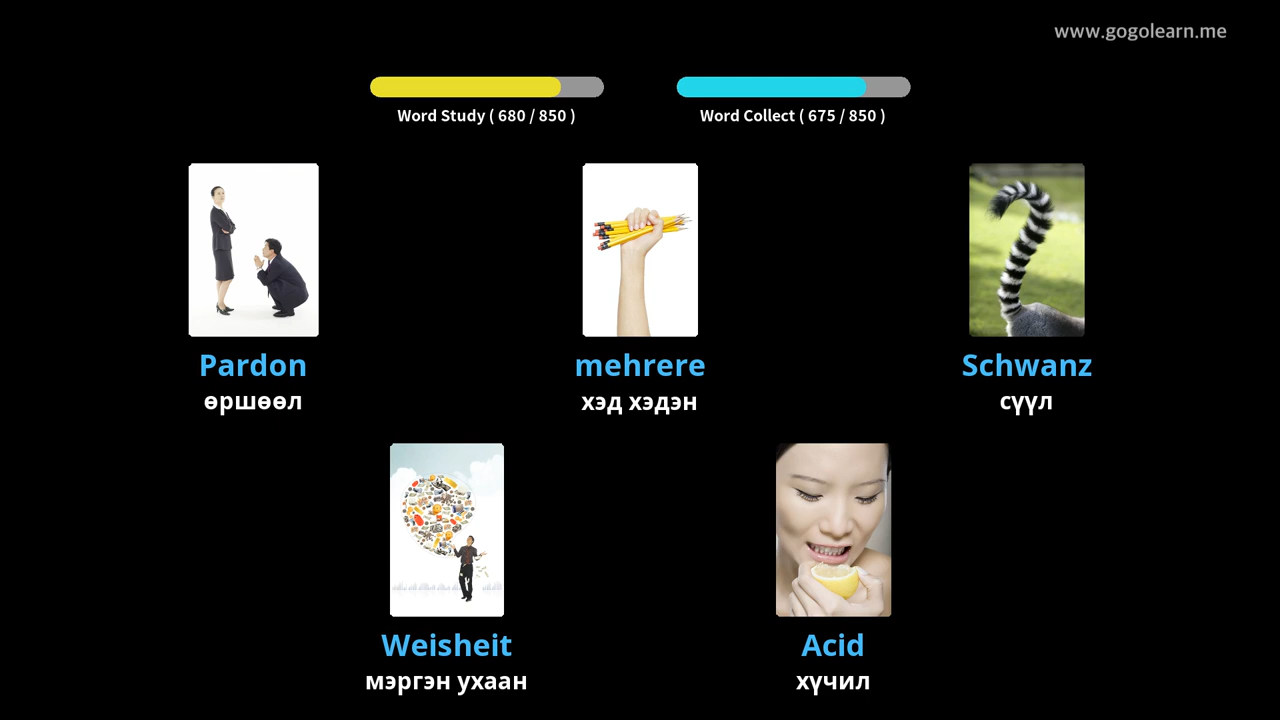 www.gogolearn.me
Word Study ( 680 / 850 )
Word Collect ( 675 / 850 )
Pardon
өршөөл
mehrere
хэд хэдэн
Schwanz
сүүл
Weisheit
мэргэн ухаан
Acid
хүчил